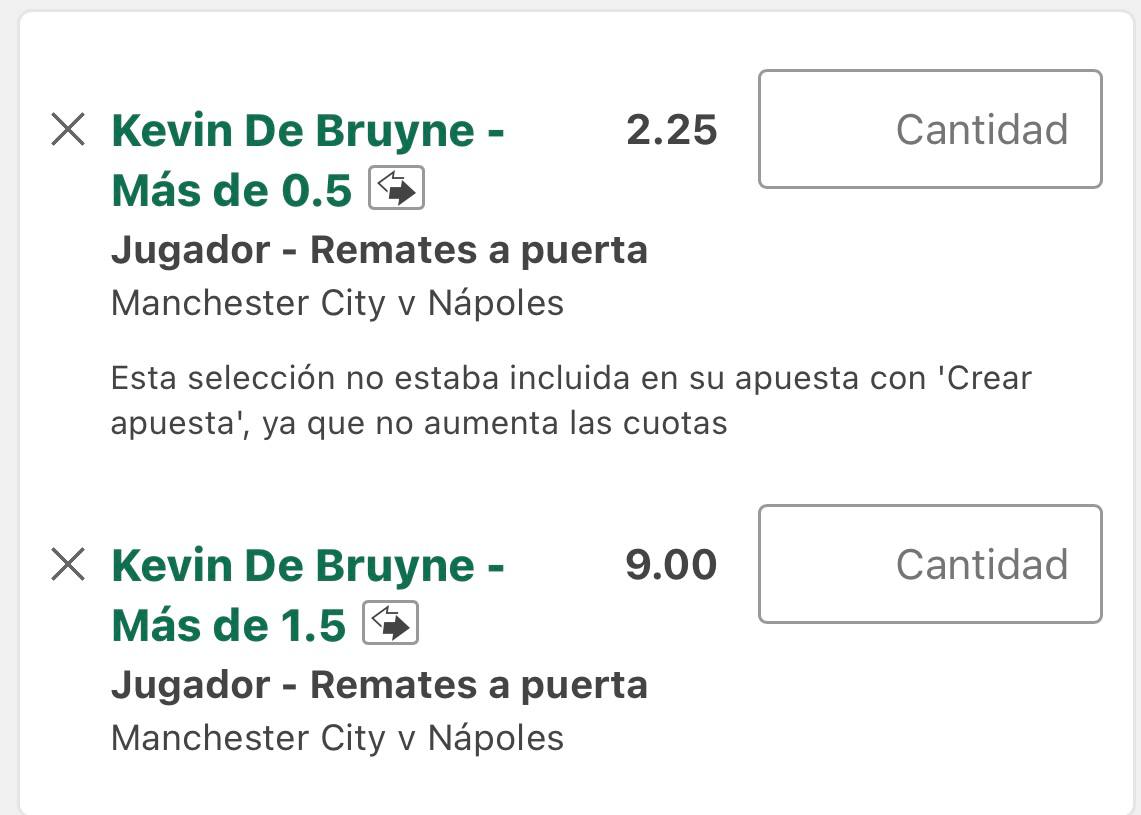 Kevin De Bruyne -
2.25
Cantidad
Más de 0.5
Jugador - Remates a puerta
Manchester City v Nápoles
Esta selección no estaba incluida en su apuesta con 'Crear
apuesta', ya que no aumenta las cuotas
Kevin De Bruyne -
9.00
Cantidad
Más de 1.5
Jugador - Remates a puerta
Manchester City v Nápoles